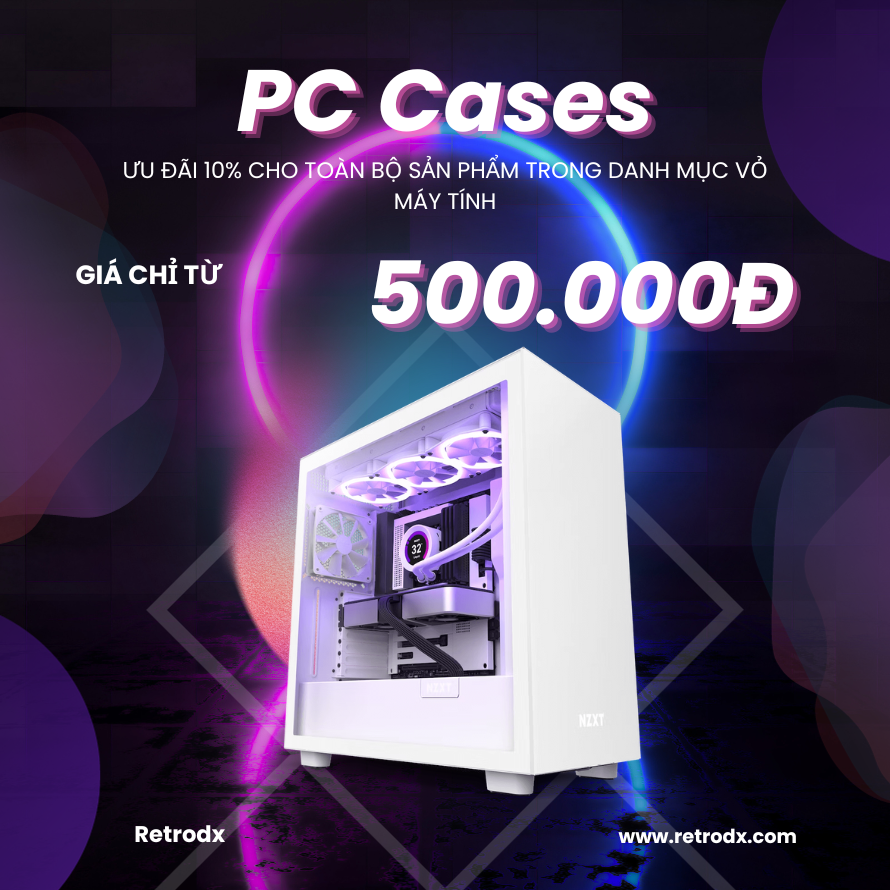 PC Cases
ƯU ĐÃI 10% CHO TOÀN BỘ SẢN PHẨM TRONG DANH MỤC VỎ
MÁY TÍNH
GIÁ CHỈ TỪ
500.000Đ
32°
NZXT
NZXT
Retrodx
www.retrodx.com